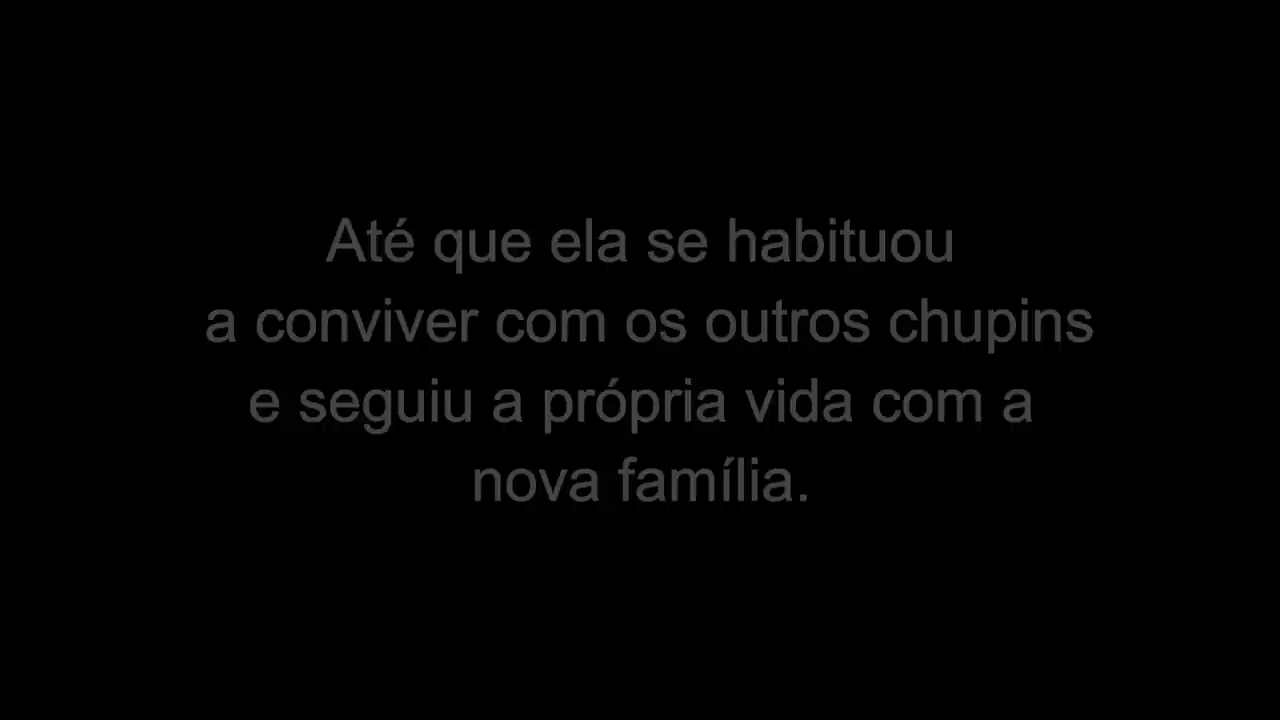 Até que ela se habituou
a conviver com os outros chupins
e seguiu a própria vida com a
nova família.